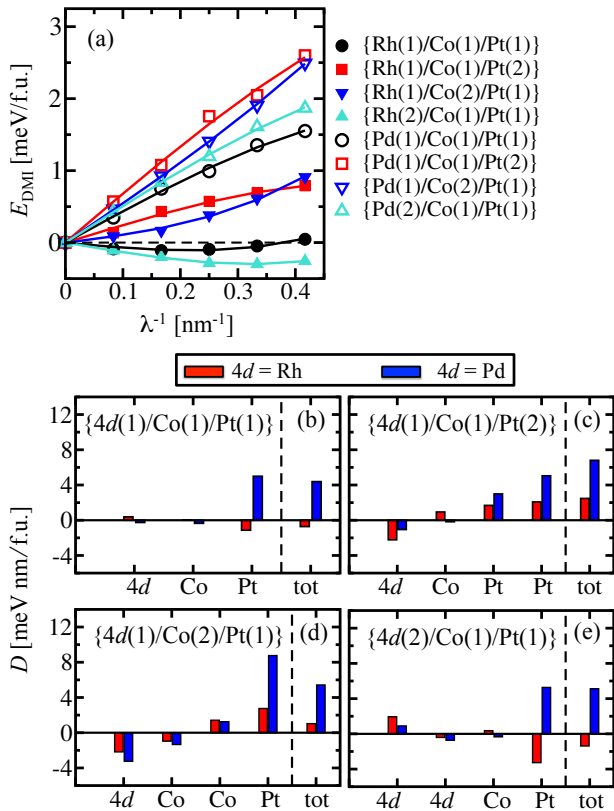 (a)
E_DMI [meV/f.u.]
3
2
1
0
0
0.1
0.2
0.3
0.4
λ⁻¹ [nm⁻¹]
{Rh(1)/Co(1)/Pt(1)}
{Rh(1)/Co(1)/Pt(2)}
{Rh(1)/Co(2)/Pt(1)}
{Rh(2)/Co(1)/Pt(1)}
{Pd(1)/Co(1)/Pt(1)}
{Pd(1)/Co(1)/Pt(2)}
{Pd(1)/Co(2)/Pt(1)}
{Pd(2)/Co(1)/Pt(1)}
4d = Rh 4d = Pd
D [meV nm/f.u.]
12
8
4
0
-4
{4d(1)/Co(1)/Pt(1)} (b)
4d Co Pt tot
{4d(1)/Co(1)/Pt(2)} (c)
4d Co Pt Pt tot
12
8
4
0
-4
{4d(1)/Co(2)/Pt(1)} (d)
4d Co Co Pt tot
{4d(2)/Co(1)/Pt(1)} (e)
4d 4d Co Pt tot